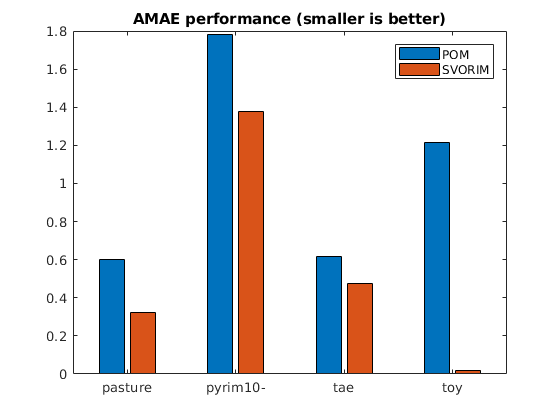 AMAE performance (smaller is better)
POM
SVORIM
1.8
1.6
1.4
1.2
1
0.8
0.6
0.4
0.2
0
pasture pyrim10- tae toy